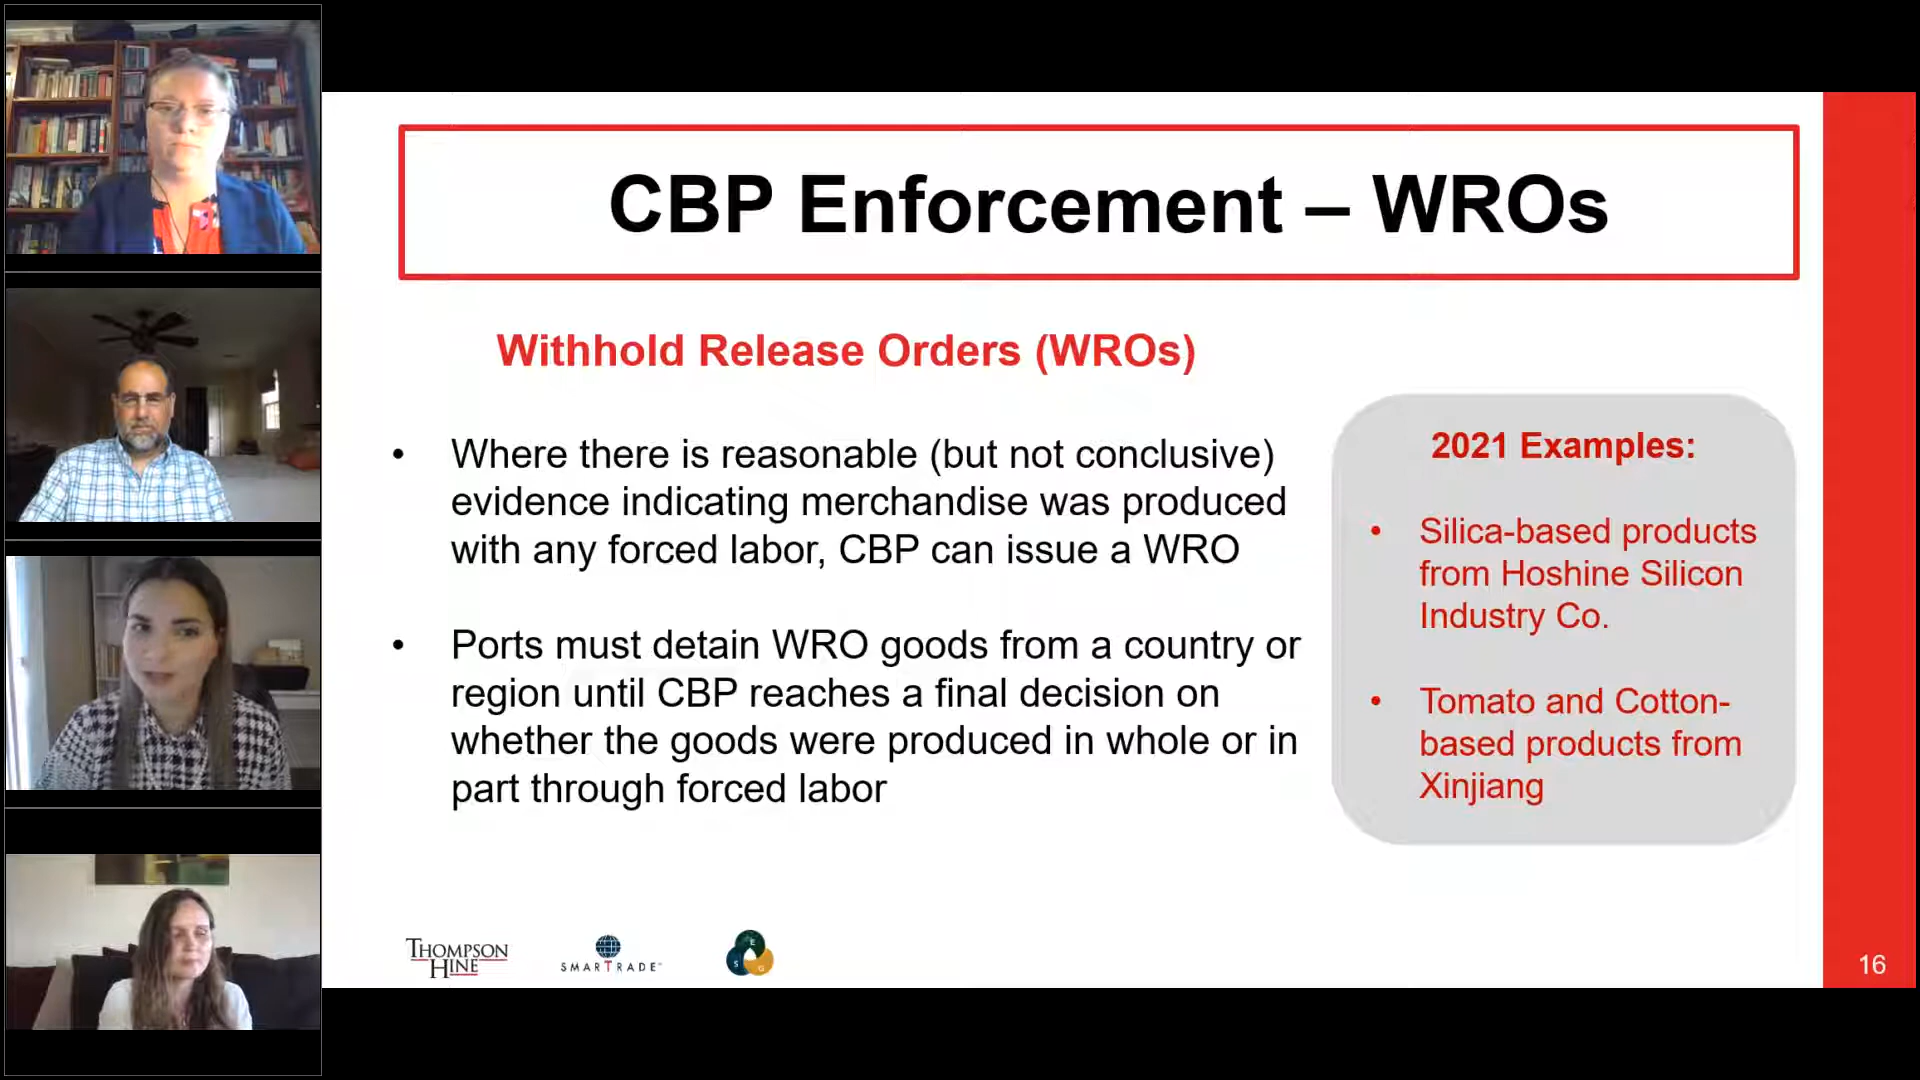 CBP Enforcement – WROs
Withhold Release Orders (WROs)
• Where there is reasonable (but not conclusive)
evidence indicating merchandise was produced
with any forced labor, CBP can issue a WRO
• Ports must detain WRO goods from a country or
region until CBP reaches a final decision on
whether the goods were produced in whole or in
part through forced labor
2021 Examples:
• Silica-based products
from Hoshine Silicon
Industry Co.
• Tomato and Cotton-
based products from
Xinjiang
THOMPSON
HINE
SMARTRADE
E
S G
16